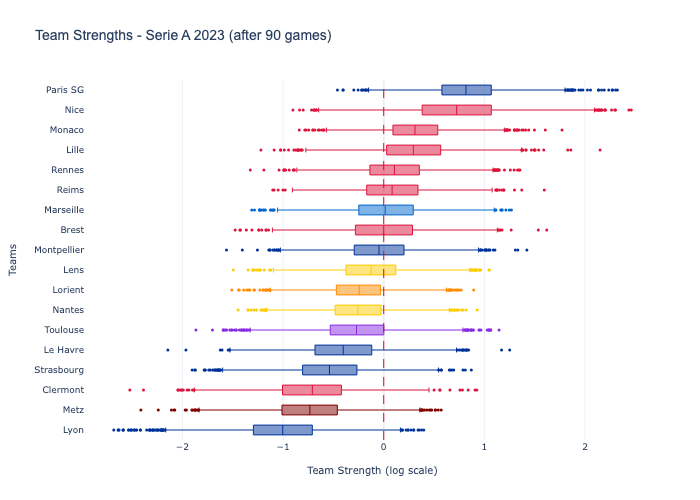 Team Strengths - Serie A 2023 (after 90 games)
Teams
Paris SG
Nice
Monaco
Lille
Rennes
Reims
Marseille
Brest
Montpellier
Lens
Lorient
Nantes
Toulouse
Le Havre
Strasbourg
Clermont
Metz
Lyon
−2 −1 0 1 2
Team Strength (log scale)